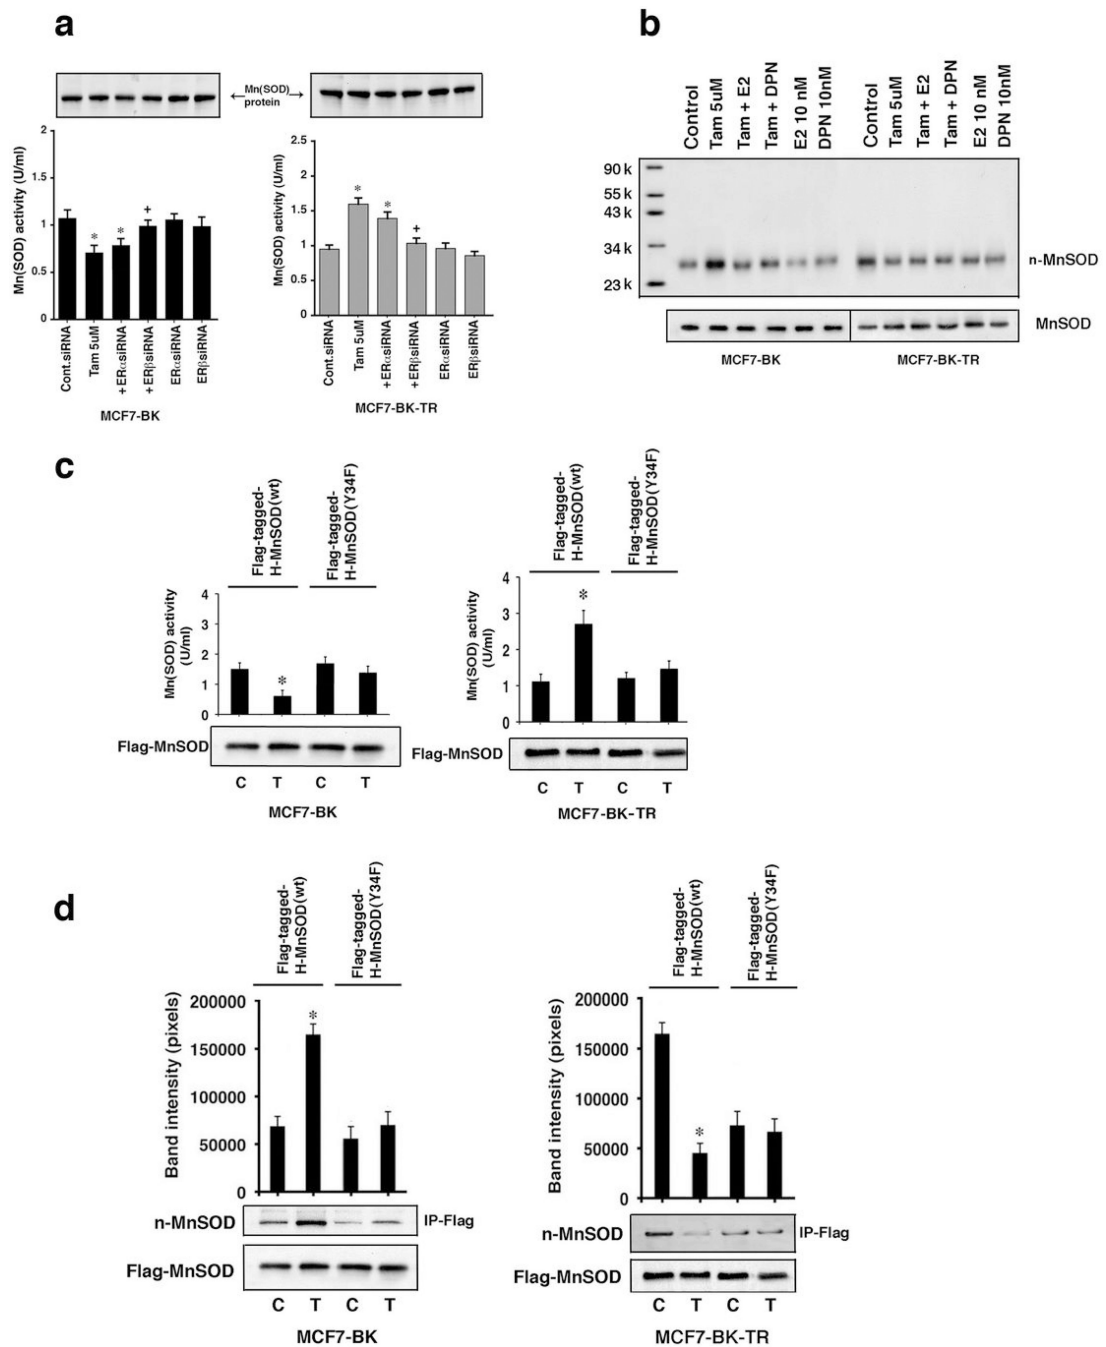 a
Mn(SOD)
protein
Mn(SOD) activity (U/ml)
2
1.5
1
0.5
0
*
*
+
Cont.siRNA
Tam 5uM
+ERαsiRNA
+ERβsiRNA
ERαsiRNA
ERβsiRNA
MCF7-BK
Mn(SOD) activity (U/ml)
2.5
2
1.5
1
0.5
0
*
*
+
Cont.siRNA
Tam 5uM
+ERαsiRNA
+ERβsiRNA
ERαsiRNA
ERβsiRNA
MCF7-BK-TR
b
Control
Tam 5uM
Tam + E2
Tam + DPN
E2 10 nM
DPN 10nM
Control
Tam 5uM
Tam + E2
Tam + DPN
E2 10 nM
DPN 10nM
90 k
55 k
43 k
34 k
23 k
n-MnSOD
MnSOD
MCF7-BK
MCF7-BK-TR
c
Flag-tagged-
H-MnSOD(wt)
Flag-tagged-
H-MnSOD(Y34F)
Mn(SOD) activity
(U/ml)
4
3
2
1
0
*
Flag-MnSOD
C T C T
MCF7-BK
Flag-tagged-
H-MnSOD(wt)
Flag-tagged-
H-MnSOD(Y34F)
Mn(SOD) activity
(U/ml)
4
3
2
1
0
*
Flag-MnSOD
C T C T
MCF7-BK-TR
d
Flag-tagged-
H-MnSOD(wt)
Flag-tagged-
H-MnSOD(Y34F)
Band intensity (pixels)
200000
150000
100000
50000
0
*
n-MnSOD
IP-Flag
Flag-MnSOD
C T C T
MCF7-BK
Flag-tagged-
H-MnSOD(wt)
Flag-tagged-
H-MnSOD(Y34F)
Band intensity (pixels)
200000
150000
100000
50000
0
*
n-MnSOD
IP-Flag
Flag-MnSOD
C T C T
MCF7-BK-TR